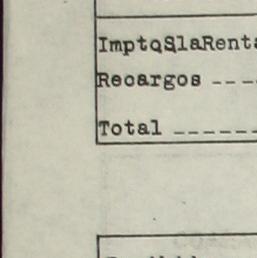 ImptoSlaRenta
Recargos ---
Total ------